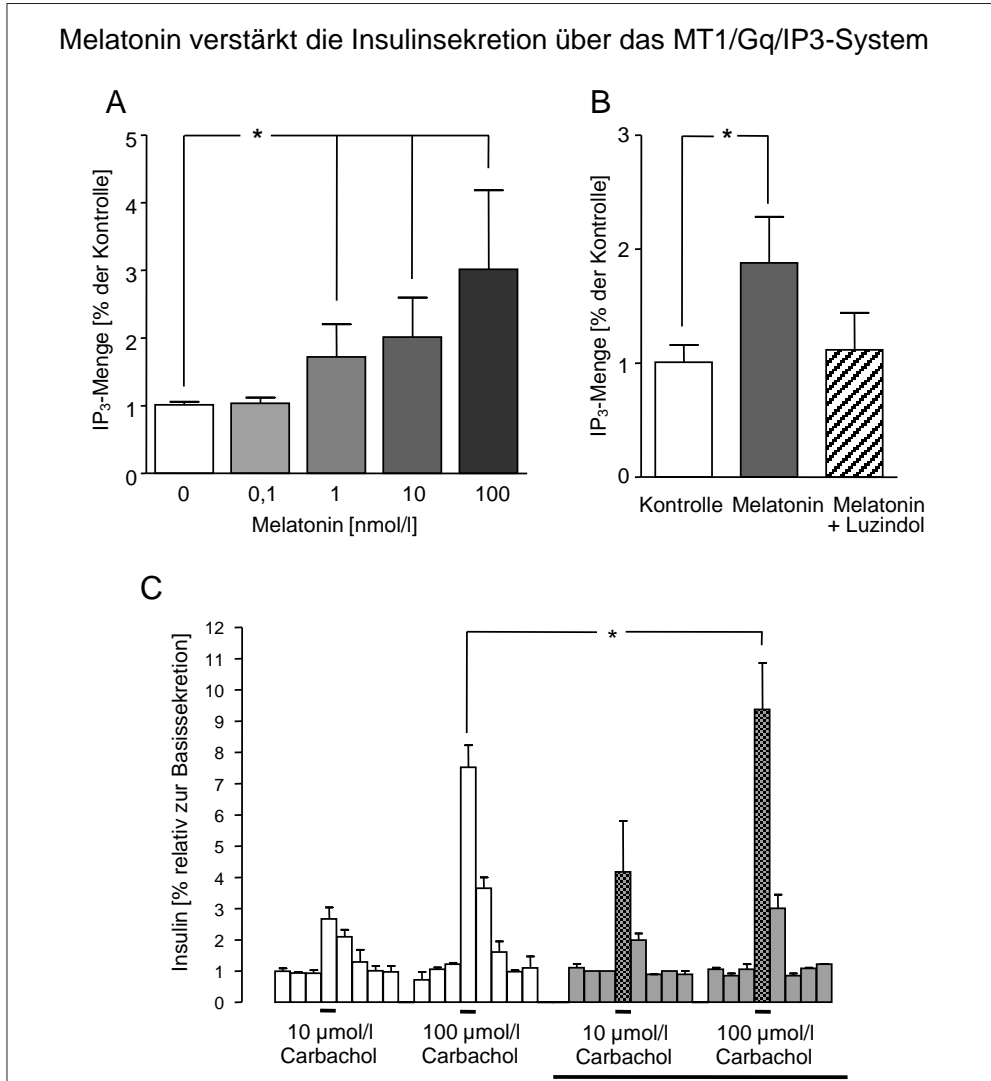 Melatonin verstärkt die Insulinsekretion über das MT1/Gq/IP3-System
A
IP₃-Menge [% der Kontrolle]
5
4
3
2
1
0
*
0 0,1 1 10 100
Melatonin [nmol/l]
B
IP₃-Menge [% der Kontrolle]
3
2
1
0
*
Kontrolle Melatonin Melatonin
+ Luzindol
C
Insulin [% relativ zur Basissekretion]
12
11
10
9
8
7
6
5
4
3
2
1
0
*
10 µmol/l 100 µmol/l 10 µmol/l 100 µmol/l
Carbachol Carbachol Carbachol Carbachol